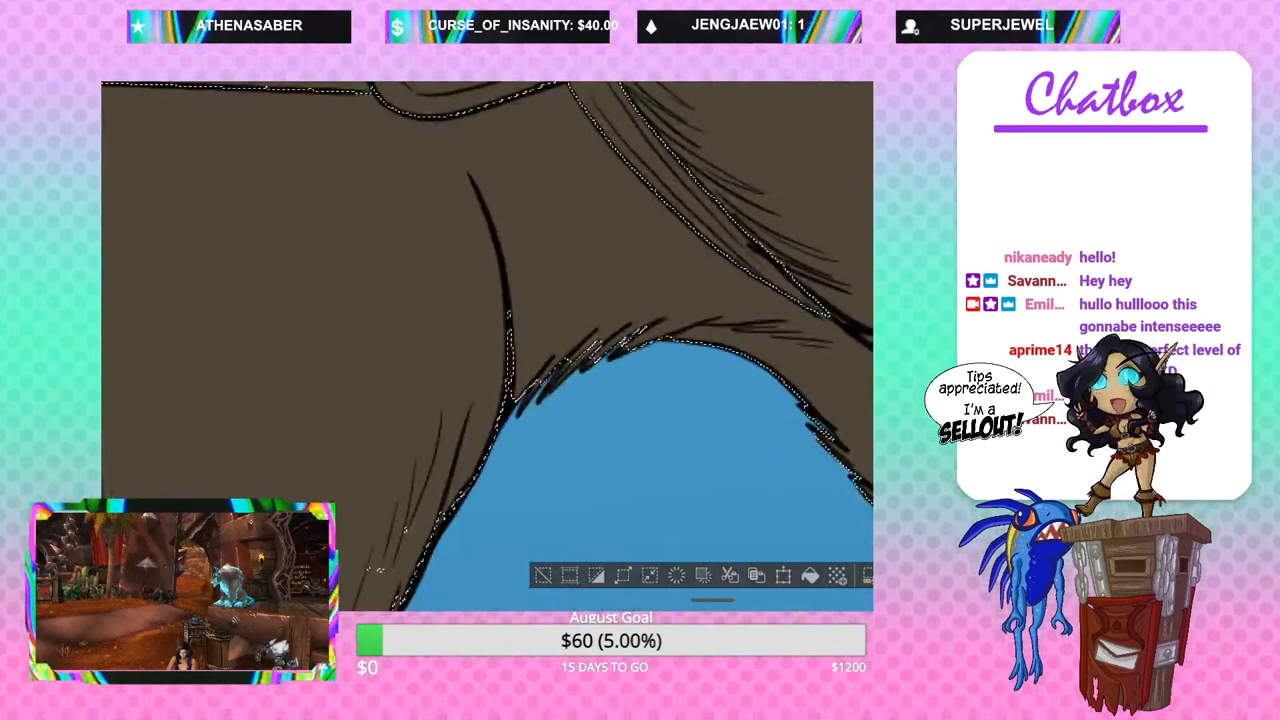 ATHENASABER
$ CURSE_OF_INSANITY: $40.00
JENGJAEW01: 1
SUPERJEWEL
Chatbox
nikaneady hello!
Savann... Hey hey
Emil... hullo hulllooo this
gonnabe intenseeeee
aprime14
Tips
appreciated!
I'm a
SELLOUT!
August Goal
$60 (5.00%)
$0
15 DAYS TO GO
$1200